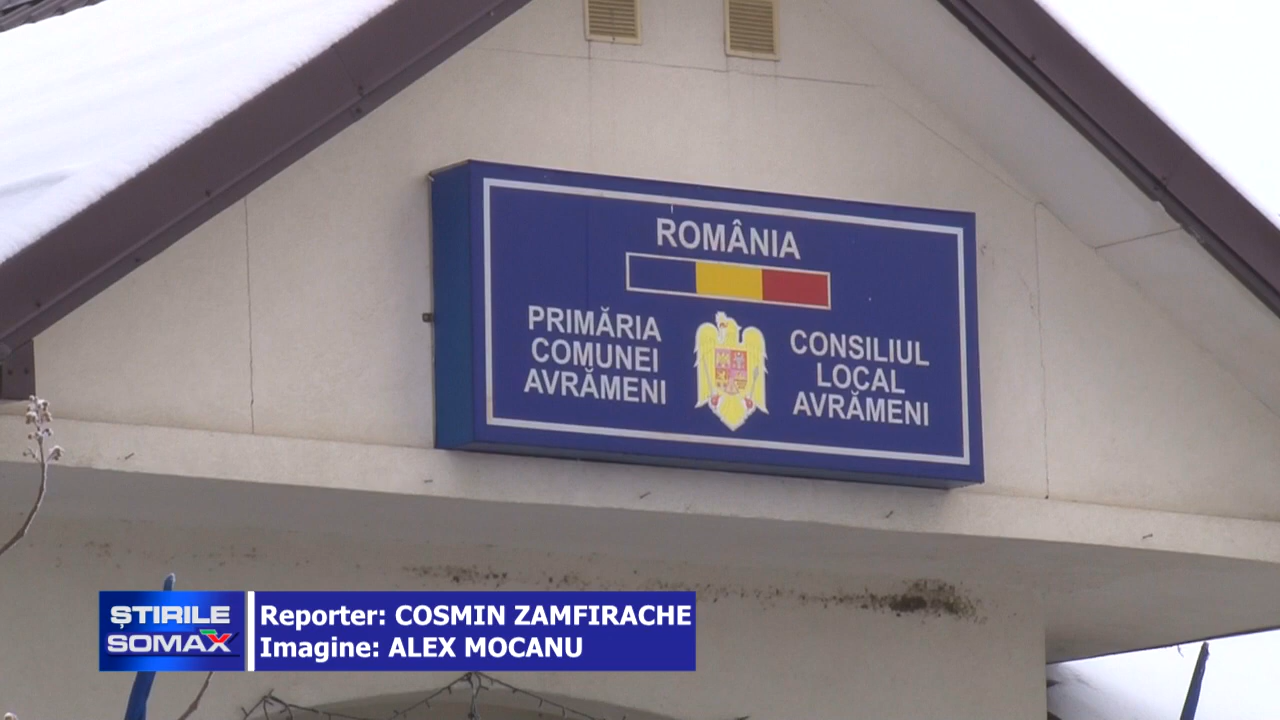 ROMÂNIA
PRIMĂRIA
COMUNEI
AVRĂMENI
CONSILIUL
LOCAL
AVRĂMENI
ȘTIRILE
SOMAX
Reporter: COSMIN ZAMFIRACHE
Imagine: ALEX MOCANU